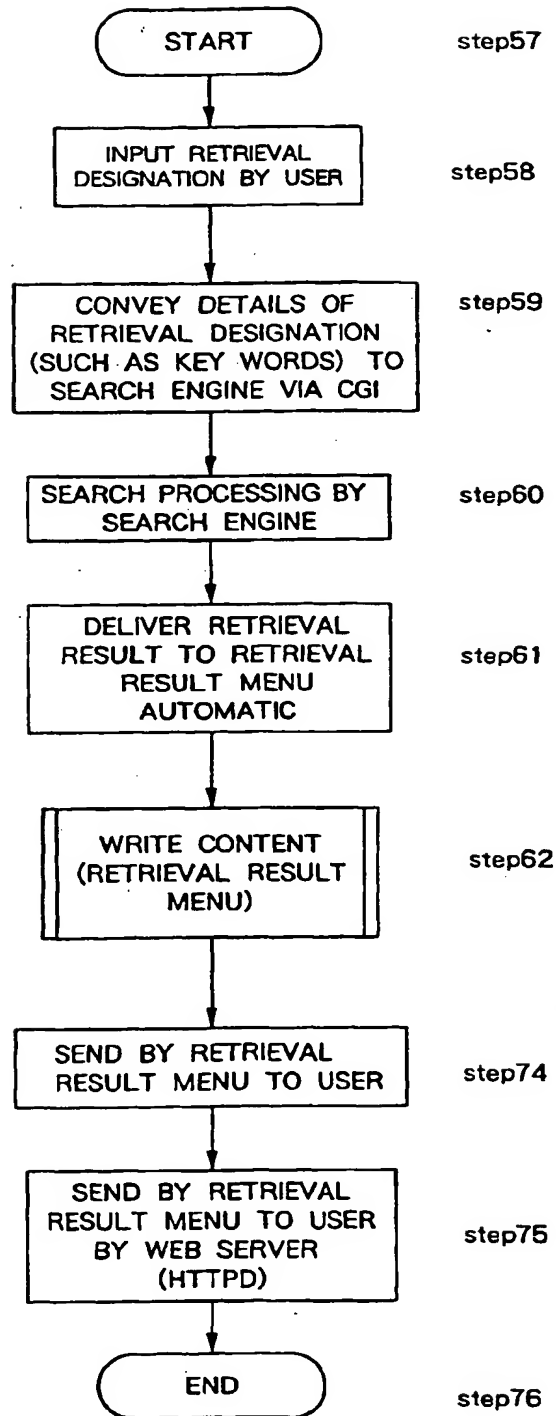 START
step57
INPUT RETRIEVAL
DESIGNATION BY USER
step58
CONVEY DETAILS OF
RETRIEVAL DESIGNATION
(SUCH AS KEY WORDS) TO
SEARCH ENGINE VIA CGI
step59
SEARCH PROCESSING BY
SEARCH ENGINE
step60
DELIVER RETRIEVAL
RESULT TO RETRIEVAL
RESULT MENU
AUTOMATIC
step61
WRITE CONTENT
(RETRIEVAL RESULT
MENU)
step62
SEND BY RETRIEVAL
RESULT MENU TO USER
step74
SEND BY RETRIEVAL
RESULT MENU TO USER
BY WEB SERVER
(HTTPD)
step75
END
step76